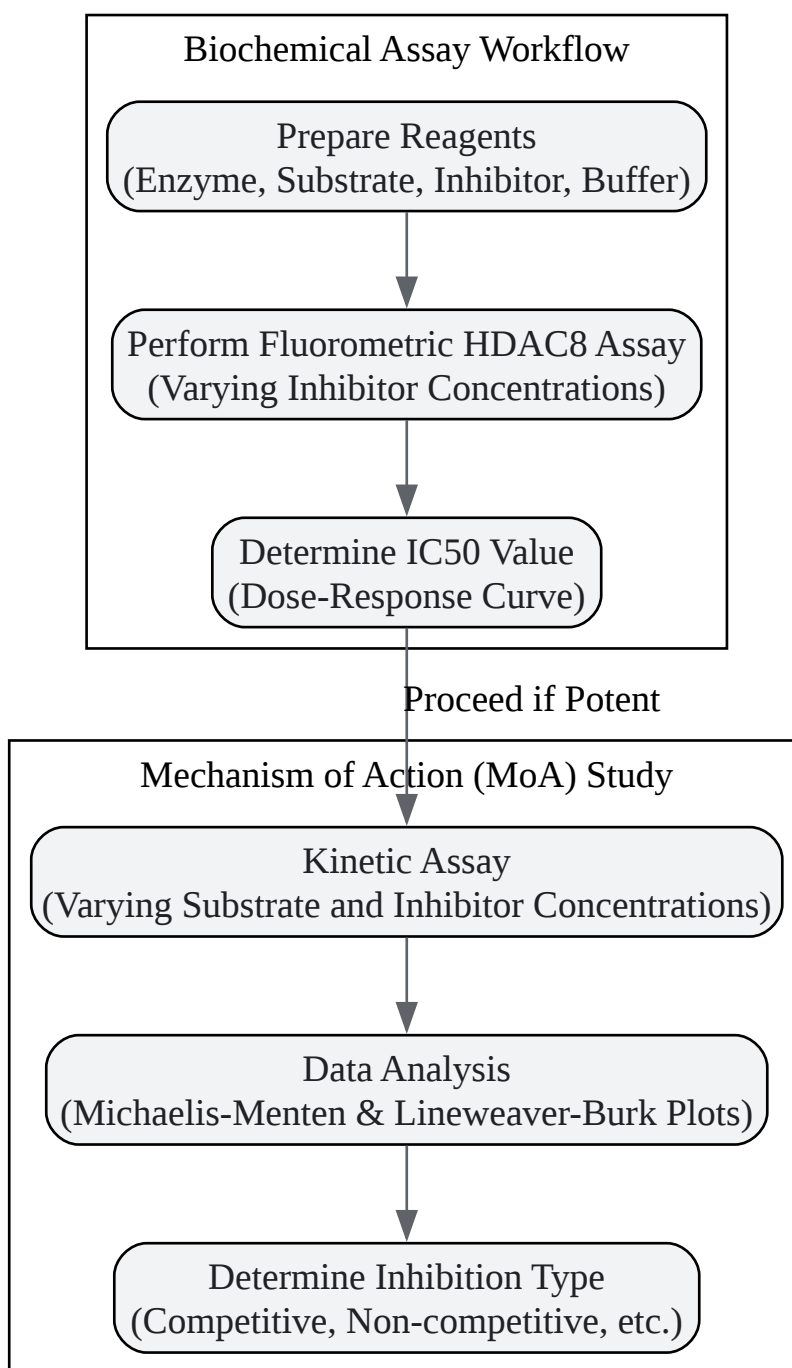 Biochemical Assay Workflow
Prepare Reagents
(Enzyme, Substrate, Inhibitor, Buffer)
Perform Fluorometric HDAC8 Assay
(Varying Inhibitor Concentrations)
Determine IC50 Value
(Dose-Response Curve)
Proceed if Potent
Mechanism of Action (MoA) Study
Kinetic Assay
(Varying Substrate and Inhibitor Concentrations)
Data Analysis
(Michaelis-Menten & Lineweaver-Burk Plots)
Determine Inhibition Type
(Competitive, Non-competitive, etc.)